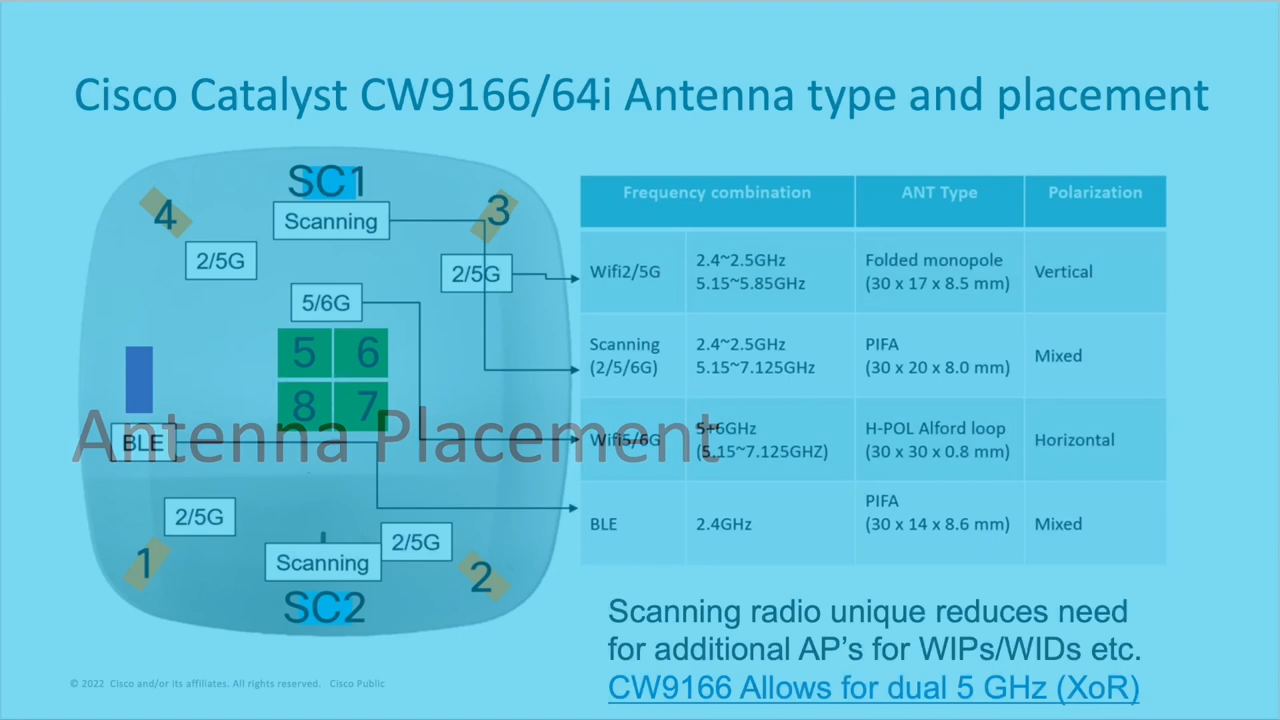 Cisco Catalyst CW9166/64i Antenna type and placement
SC1
Scanning
4
3
2/5G
2/5G
5/6G
5 6
8 7
BLE
2/5G
2/5G
Scanning
1
2
SC2
Antenna Placement
Frequency combination ANT Type Polarization
Wifi2/5G 2.4~2.5GHz 5.15~5.85GHz Folded monopole (30 x 17 x 8.5 mm) Vertical
Scanning (2/5/6G) 2.4~2.5GHz 5.15~7.125GHz PIFA (30 x 20 x 8.0 mm) Mixed
Wifi5/6G 5+6GHz (5.15~7.125GHZ) H-POL Alford loop (30 x 30 x 0.8 mm) Horizontal
BLE 2.4GHz PIFA (30 x 14 x 8.6 mm) Mixed
Scanning radio unique reduces need
for additional AP's for WIPs/WIDs etc.
CW9166 Allows for dual 5 GHz (XoR)
© 2022 Cisco and/or its affiliates. All rights reserved. Cisco Public